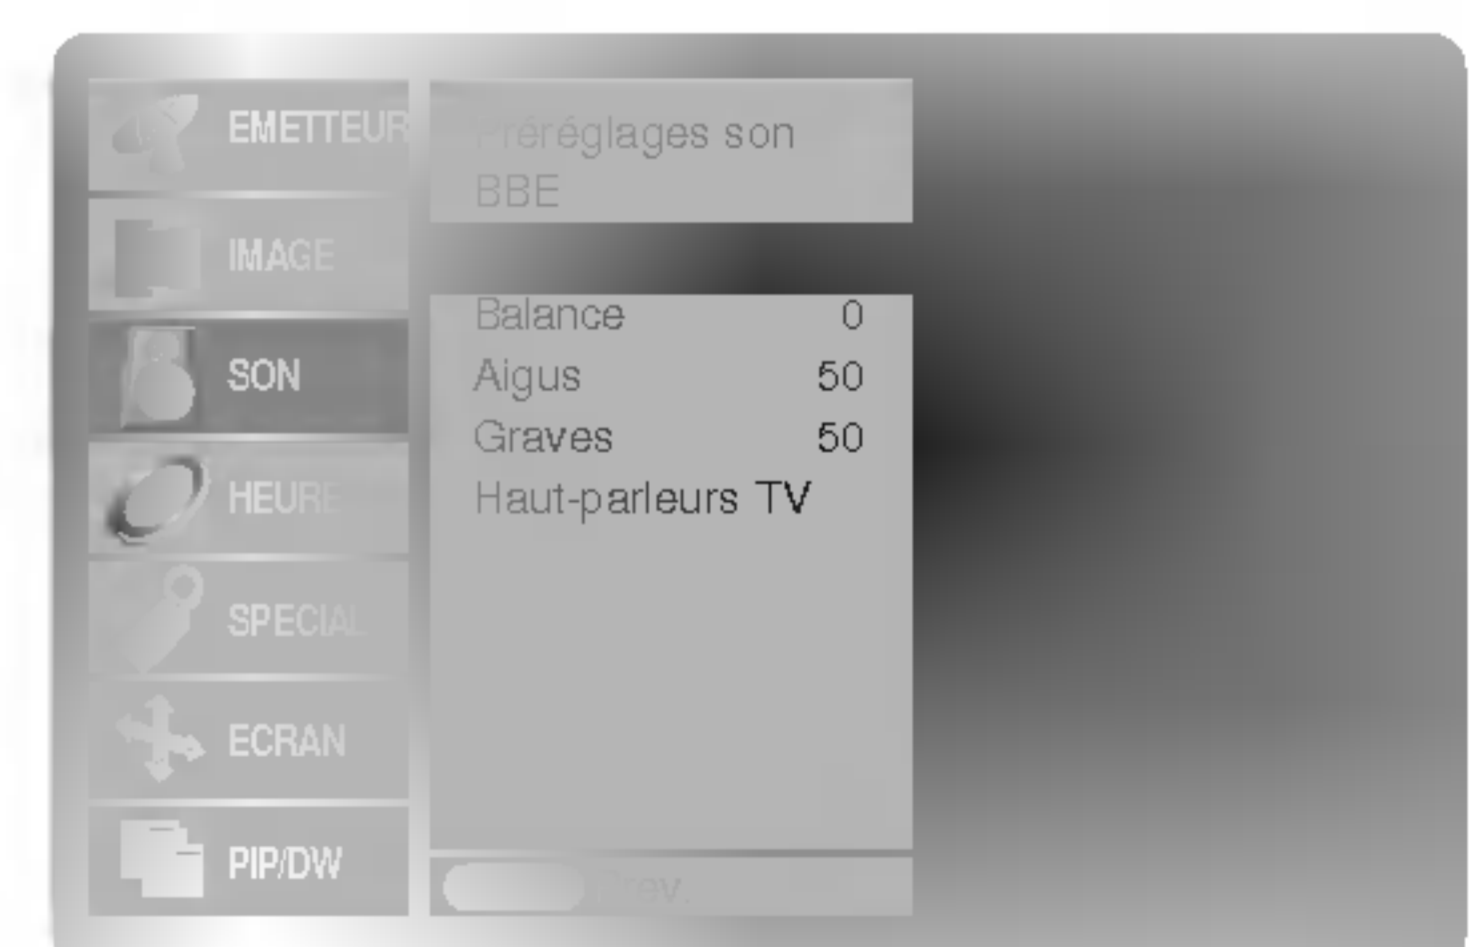 EMETTEUR
IMAGE
SON
HEURE
SPECIAL
ECRAN
PIP/DW
Préréglages son
BBE
Balance 0
Aigus 50
Graves 50
Haut-parleurs TV
Prev.